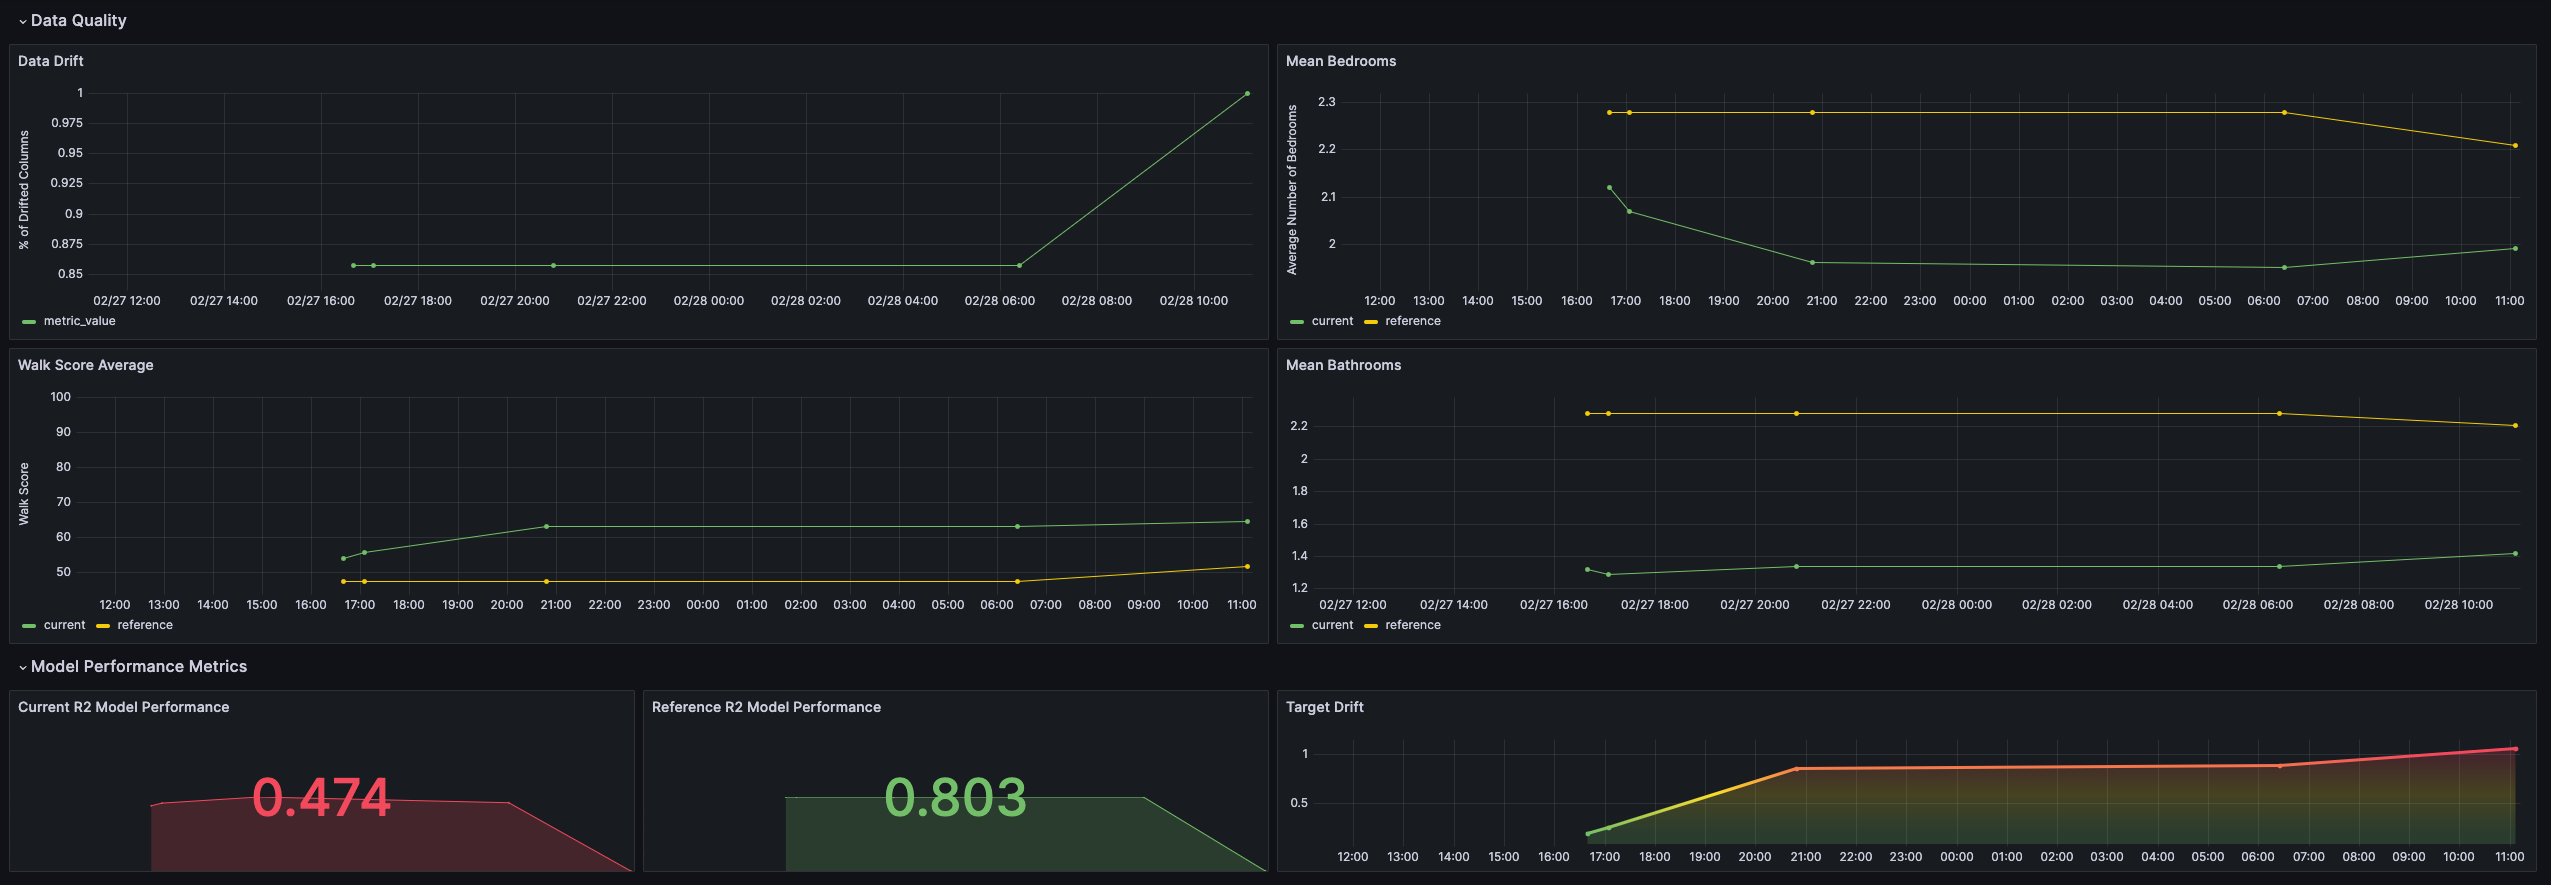 Data Quality
Data Drift
% of Drifted Columns
1
0.975
0.95
0.925
0.9
0.875
0.85
02/27 12:00 02/27 14:00 02/27 16:00 02/27 18:00 02/27 20:00 02/27 22:00 02/28 00:00 02/28 02:00 02/28 04:00 02/28 06:00 02/28 08:00 02/28 10:00
metric_value
Mean Bedrooms
Average Number of Bedrooms
2.3
2.2
2.1
2
12:00 13:00 14:00 15:00 16:00 17:00 18:00 19:00 20:00 21:00 22:00 23:00 00:00 01:00 02:00 03:00 04:00 05:00 06:00 07:00 08:00 09:00 10:00 11:00
current reference
Walk Score Average
Walk Score
100
90
80
70
60
50
12:00 13:00 14:00 15:00 16:00 17:00 18:00 19:00 20:00 21:00 22:00 23:00 00:00 01:00 02:00 03:00 04:00 05:00 06:00 07:00 08:00 09:00 10:00 11:00
current reference
Mean Bathrooms
2.2
2
1.8
1.6
1.4
1.2
02/27 12:00 02/27 14:00 02/27 16:00 02/27 18:00 02/27 20:00 02/27 22:00 02/28 00:00 02/28 02:00 02/28 04:00 02/28 06:00 02/28 08:00 02/28 10:00
current reference
Model Performance Metrics
Current R2 Model Performance
0.474
Reference R2 Model Performance
0.803
Target Drift
1
0.5
12:00 13:00 14:00 15:00 16:00 17:00 18:00 19:00 20:00 21:00 22:00 23:00 00:00 01:00 02:00 03:00 04:00 05:00 06:00 07:00 08:00 09:00 10:00 11:00